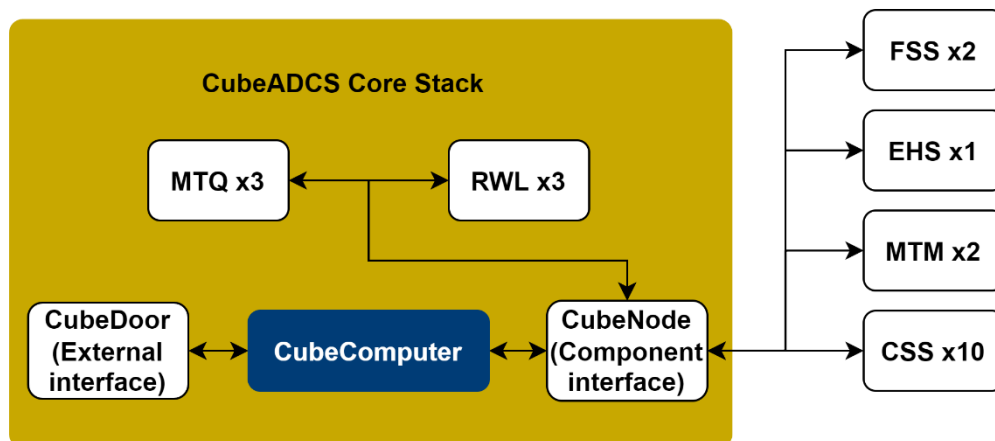 CubeADCS Core Stack
MTQ x3
RWL x3
CubeDoor
(External
interface)
CubeComputer
CubeNode
(Component
interface)
FSS x2
EHS x1
MTM x2
CSS x10